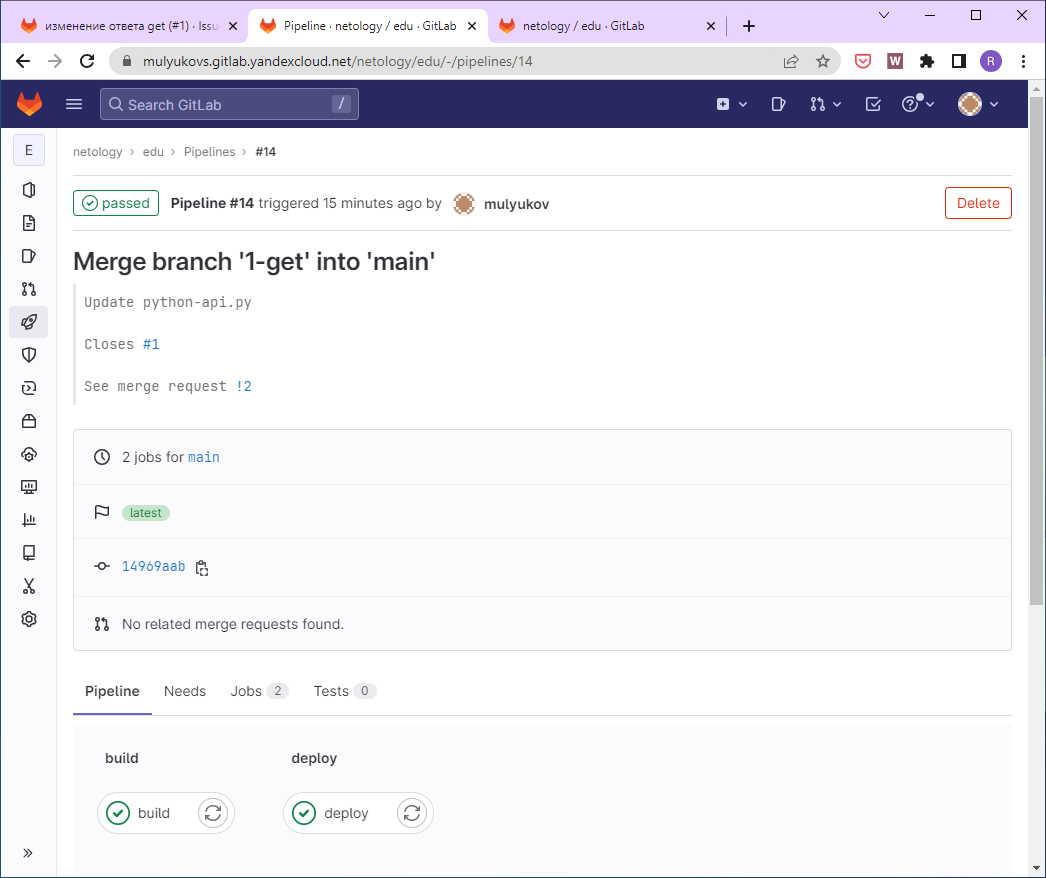 изменение ответа get (#1) · Issu
Pipeline · netology / edu · GitLab
netology / edu · GitLab
mulyukovs.gitlab.yandexcloud.net/netology/edu/-/pipelines/14
W
R
Search GitLab
/
E
netology › edu › Pipelines › #14
passed Pipeline #14 triggered 15 minutes ago by mulyukov
Delete
Merge branch '1-get' into 'main'
Update python-api.py
Closes #1
See merge request !2
2 jobs for main
latest
14969aab
No related merge requests found.
Pipeline Needs Jobs 2 Tests 0
build deploy
build deploy